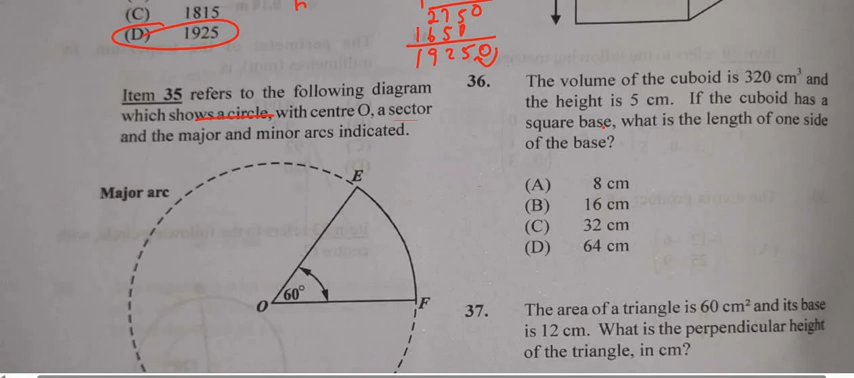 (C) 1815
(D) 1925
n
2750
1650
19250
Item 35 refers to the following diagram
which shows a circle, with centre O, a sector
and the major and minor arcs indicated.
Major arc
E
60°
O
F
36. The volume of the cuboid is 320 cm³ and
the height is 5 cm. If the cuboid has a
square base, what is the length of one side
of the base?
(A) 8 cm
(B) 16 cm
(C) 32 cm
(D) 64 cm
37. The area of a triangle is 60 cm² and its base
is 12 cm. What is the perpendicular height
of the triangle, in cm?